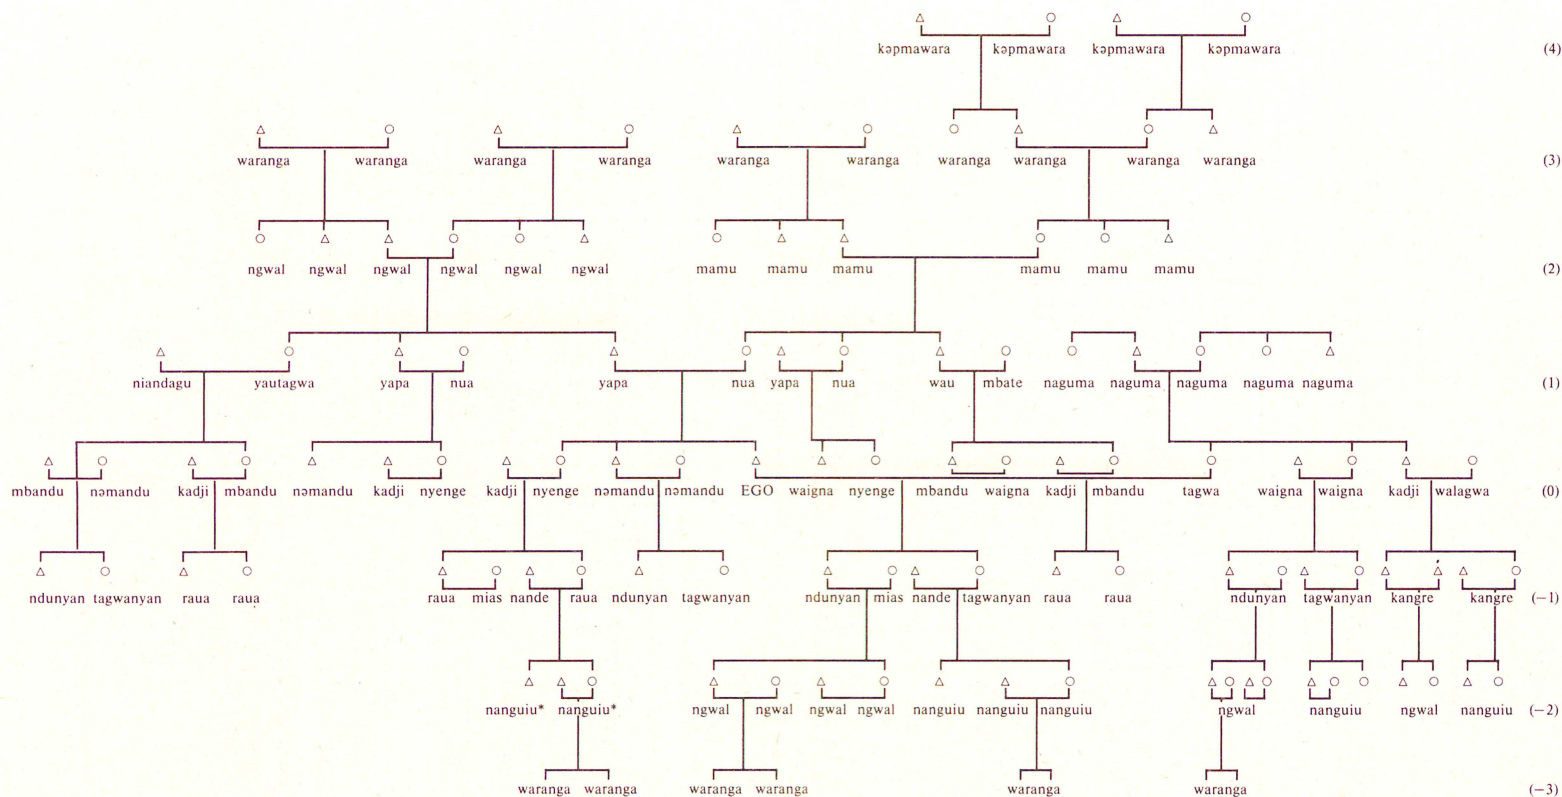 kəpmawara kəpmawara kəpmawara kəpmawara (4)
waranga waranga waranga waranga waranga waranga waranga waranga waranga waranga (3)
ngwal ngwal ngwal ngwal ngwal ngwal mamu mamu mamu mamu mamu mamu (2)
niandagu yautagwa yapa nua yapa nua yapa nua wau mbate naguma naguma naguma naguma naguma (1)
mbandu nəmandu kadji mbandu nəmandu kadji nyenge kadji nyenge nəmandu nəmandu EGO waigna nyenge mbandu waigna kadji mbandu tagwa waigna waigna kadji walagwa (0)
ndunyan tagwanyan raua raua raua mias nande raua ndunyan tagwanyan ndunyan mias nande tagwanyan raua raua ndunyan tagwanyan kangre kangre (−1)
nanguiu* nanguiu* ngwal ngwal ngwal ngwal nanguiu nanguiu nanguiu ngwal nanguiu ngwal nanguiu (−2)
waranga waranga waranga waranga waranga waranga (−3)